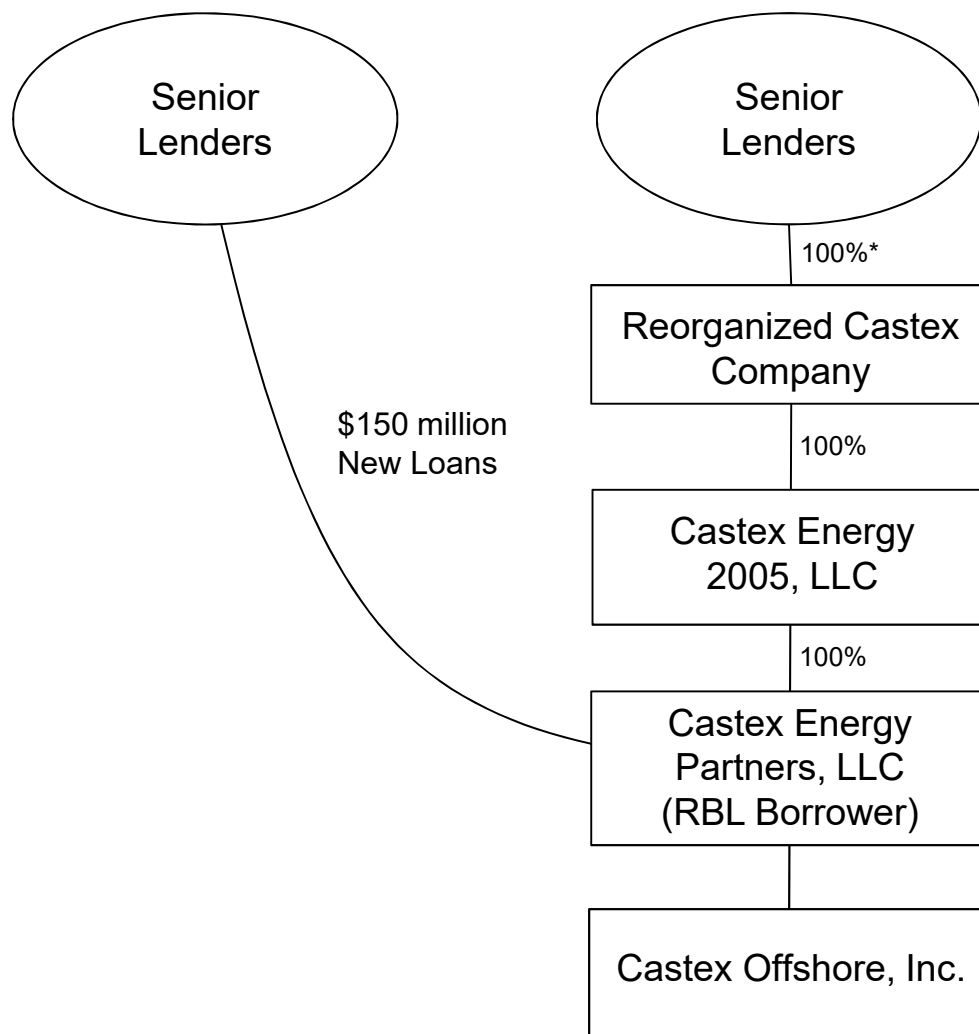 Senior
Lenders
Senior
Lenders
100%*
Reorganized Castex
Company
$150 million
New Loans
100%
Castex Energy
2005, LLC
100%
Castex Energy
Partners, LLC
(RBL Borrower)
Castex Offshore, Inc.